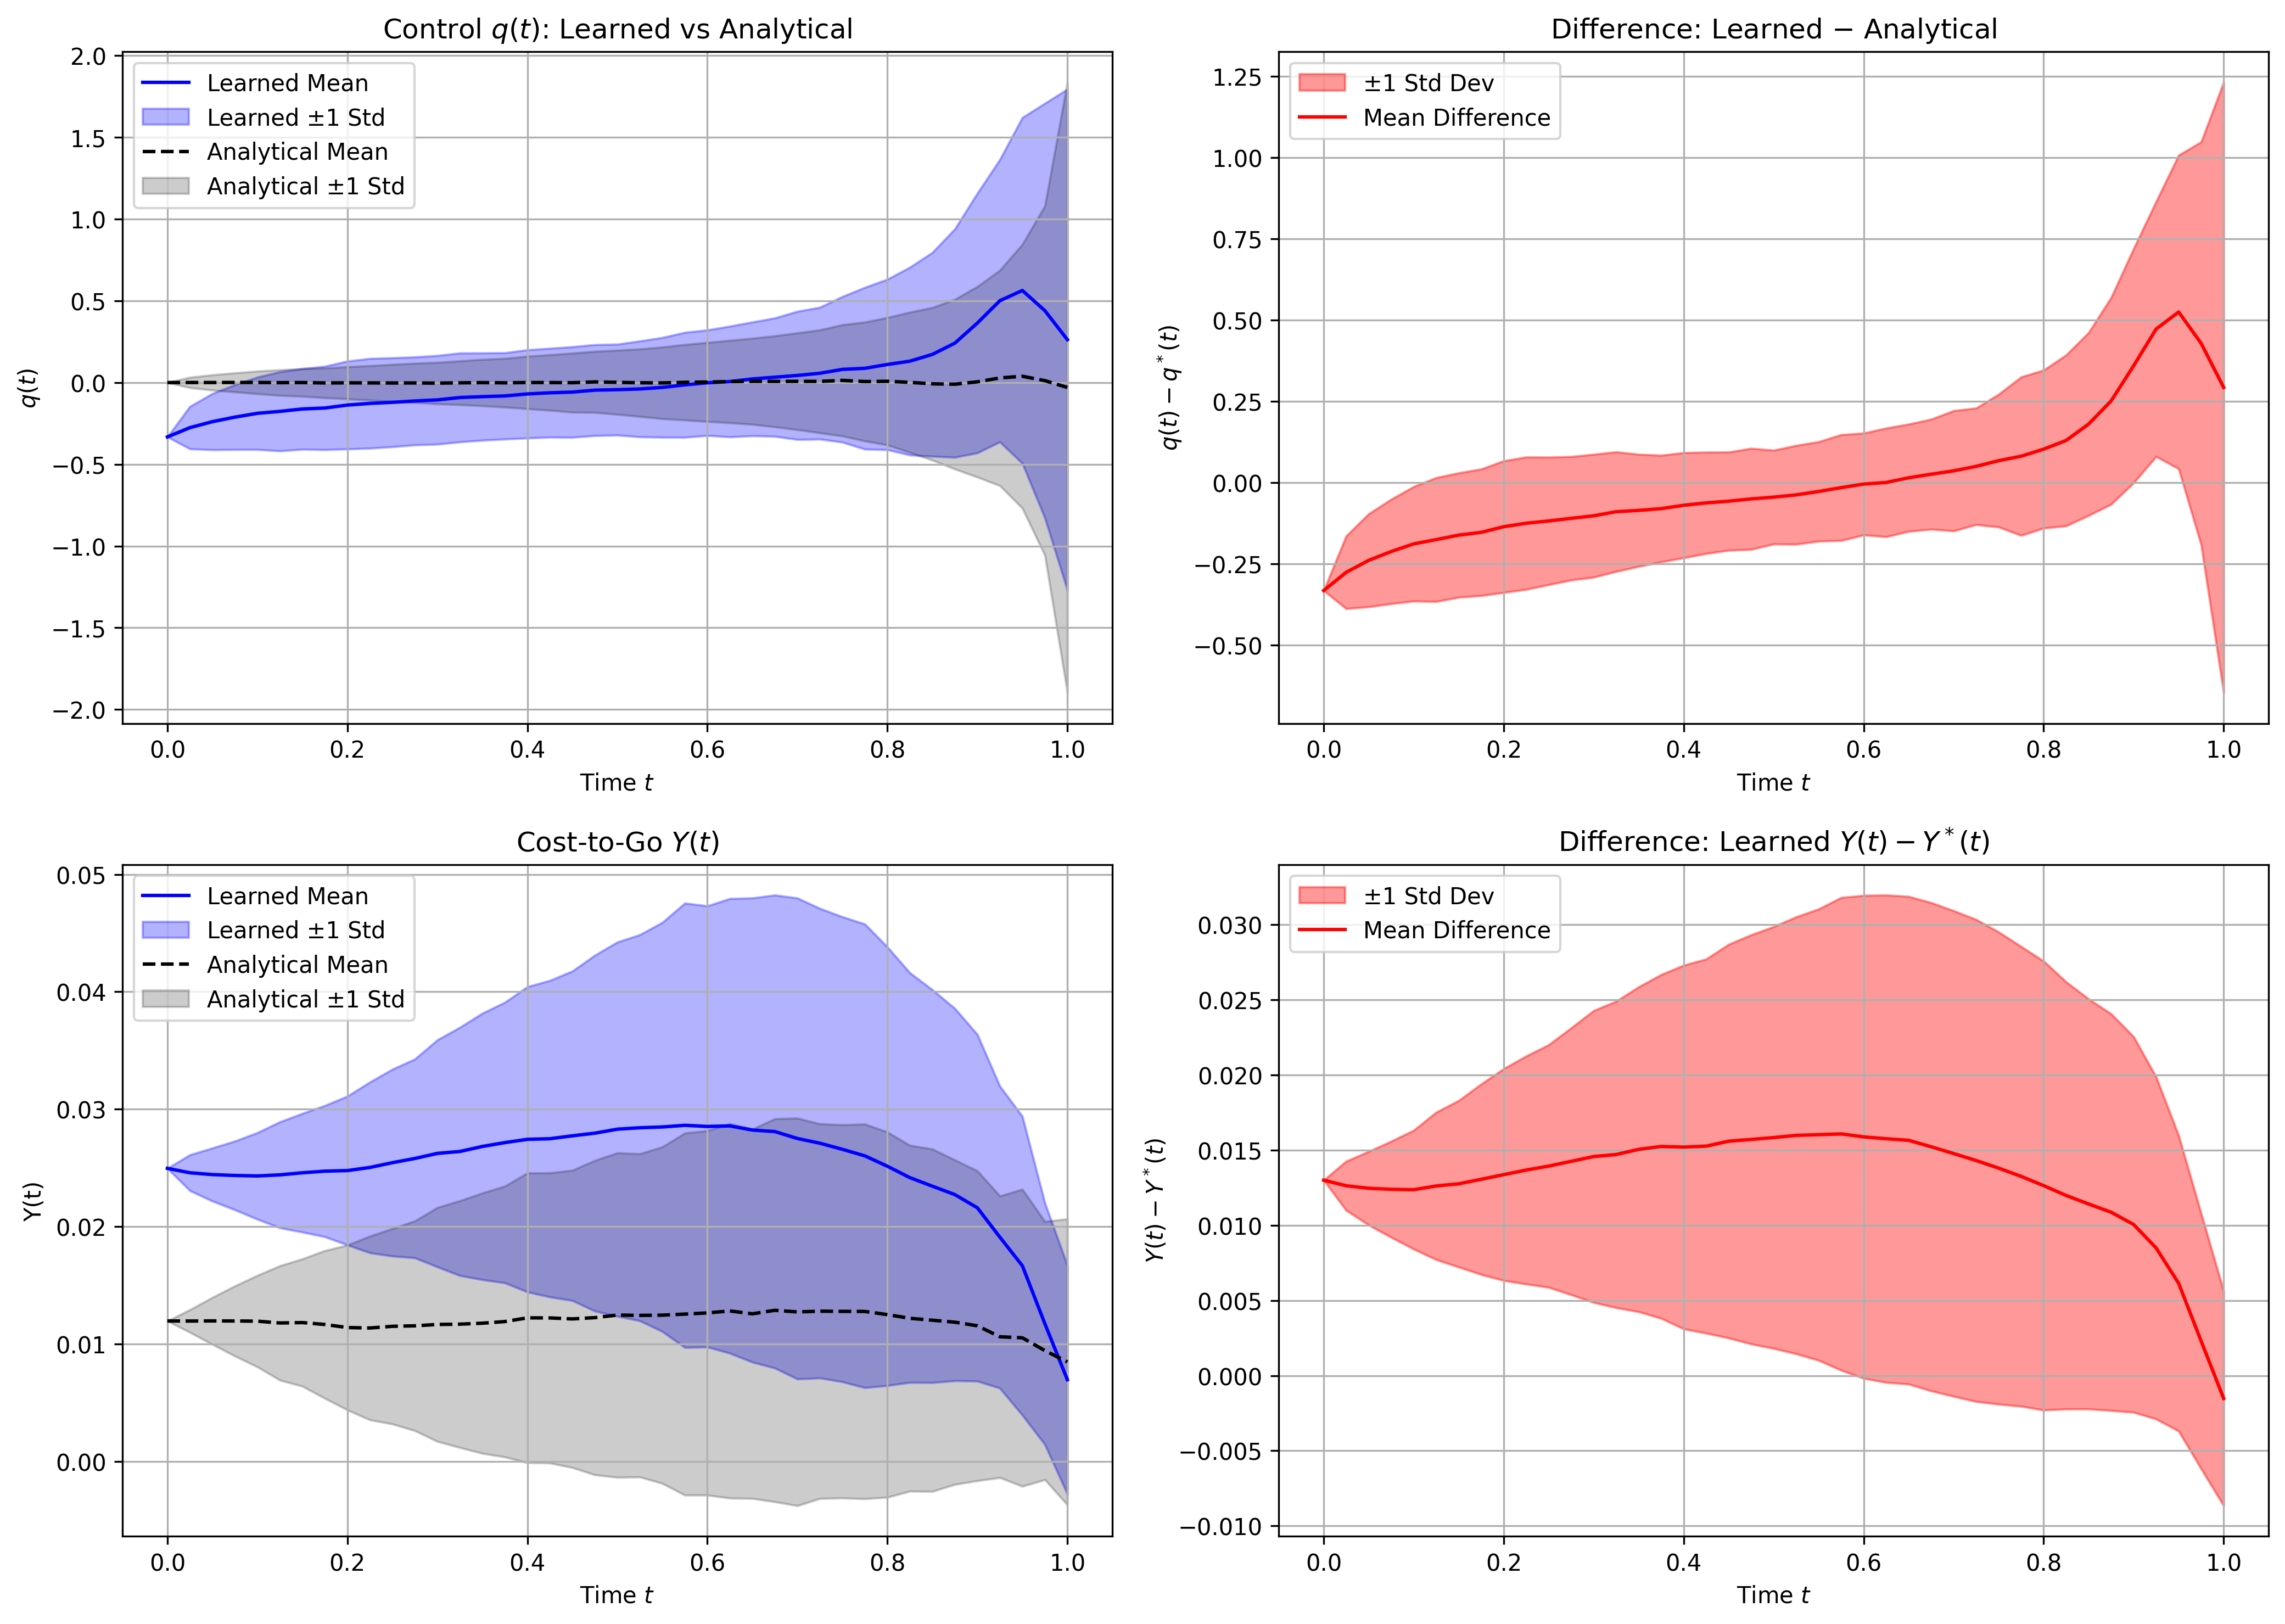 Control q(t): Learned vs Analytical
2.0
1.5
1.0
0.5
0.0
−0.5
−1.0
−1.5
−2.0
q(t)
Learned Mean
Learned ±1 Std
Analytical Mean
Analytical ±1 Std
0.0 0.2 0.4 0.6 0.8 1.0
Time t
Difference: Learned − Analytical
1.25
1.00
0.75
0.50
0.25
0.00
−0.25
−0.50
q(t) − q*(t)
±1 Std Dev
Mean Difference
0.0 0.2 0.4 0.6 0.8 1.0
Time t
Cost-to-Go Y(t)
0.05
0.04
0.03
0.02
0.01
0.00
Y(t)
Learned Mean
Learned ±1 Std
Analytical Mean
Analytical ±1 Std
0.0 0.2 0.4 0.6 0.8 1.0
Time t
Difference: Learned Y(t) − Y*(t)
0.030
0.025
0.020
0.015
0.010
0.005
0.000
−0.005
−0.010
Y(t) − Y*(t)
±1 Std Dev
Mean Difference
0.0 0.2 0.4 0.6 0.8 1.0
Time t